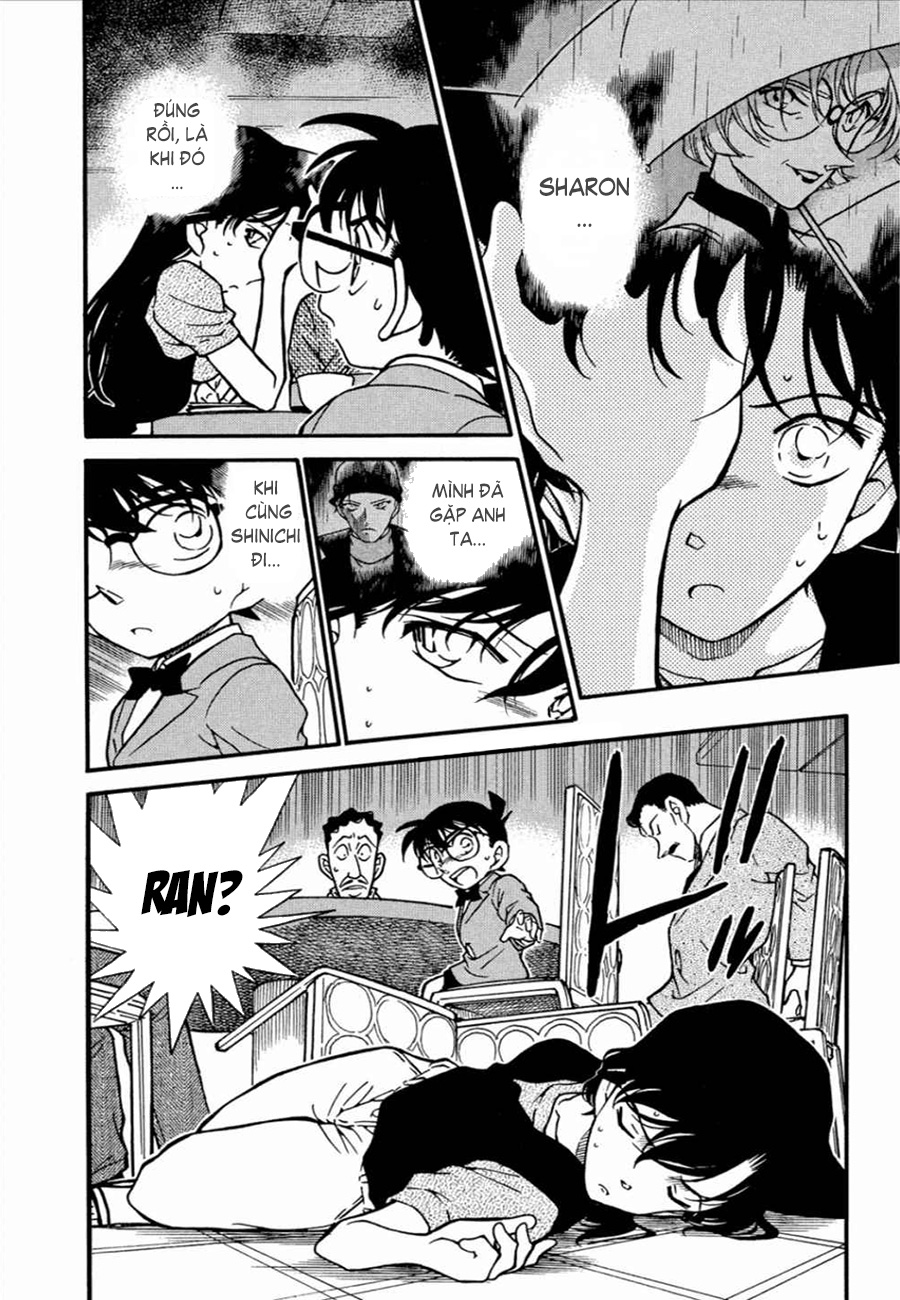 SHARON
...
ĐÚNG
RỒI, LÀ
KHI ĐÓ
...
MÌNH ĐÃ
GẶP ANH
TA...
KHI
CÙNG
SHINICHI
ĐI...
RAN?